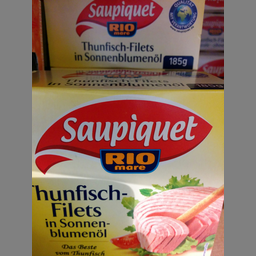 Saupiquet
RIO
mare
Thunfisch-Filets
in Sonnenblumenöl
185g
Saupiquet
RIO
mare
Thunfisch-
Filets
in Sonnen-
blumenöl
Das Beste
vom Thunfisch